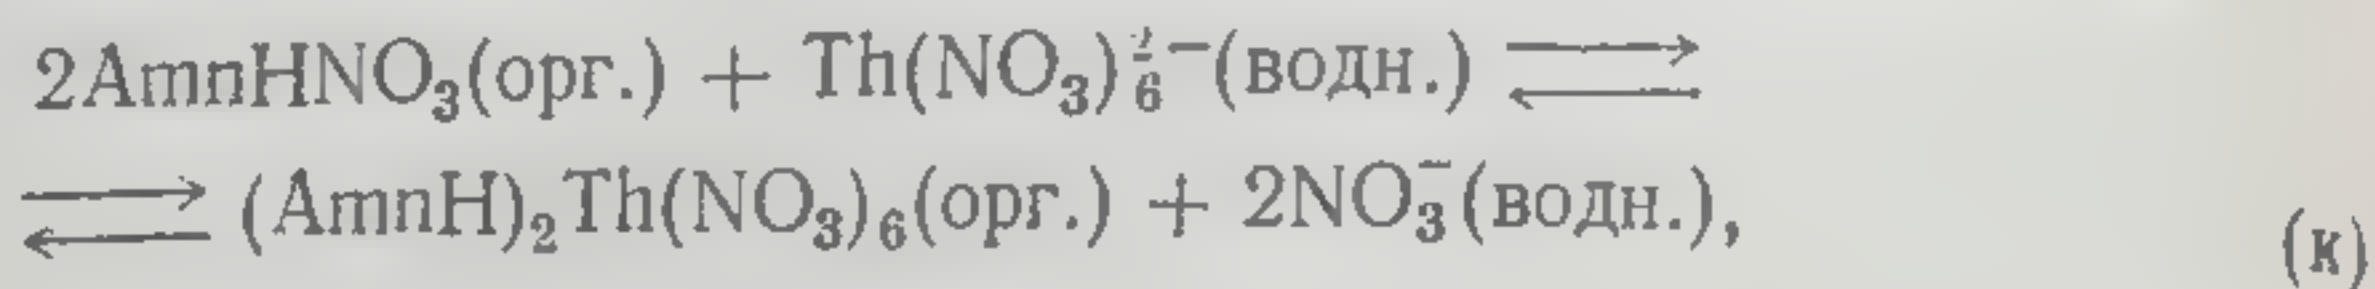 2AmnHNO₃(орг.) + Th(NO₃)₆²⁻(водн.) ⇄
⇄ (AmnH)₂Th(NO₃)₆(орг.) + 2NO₃⁻(водн.), (к)